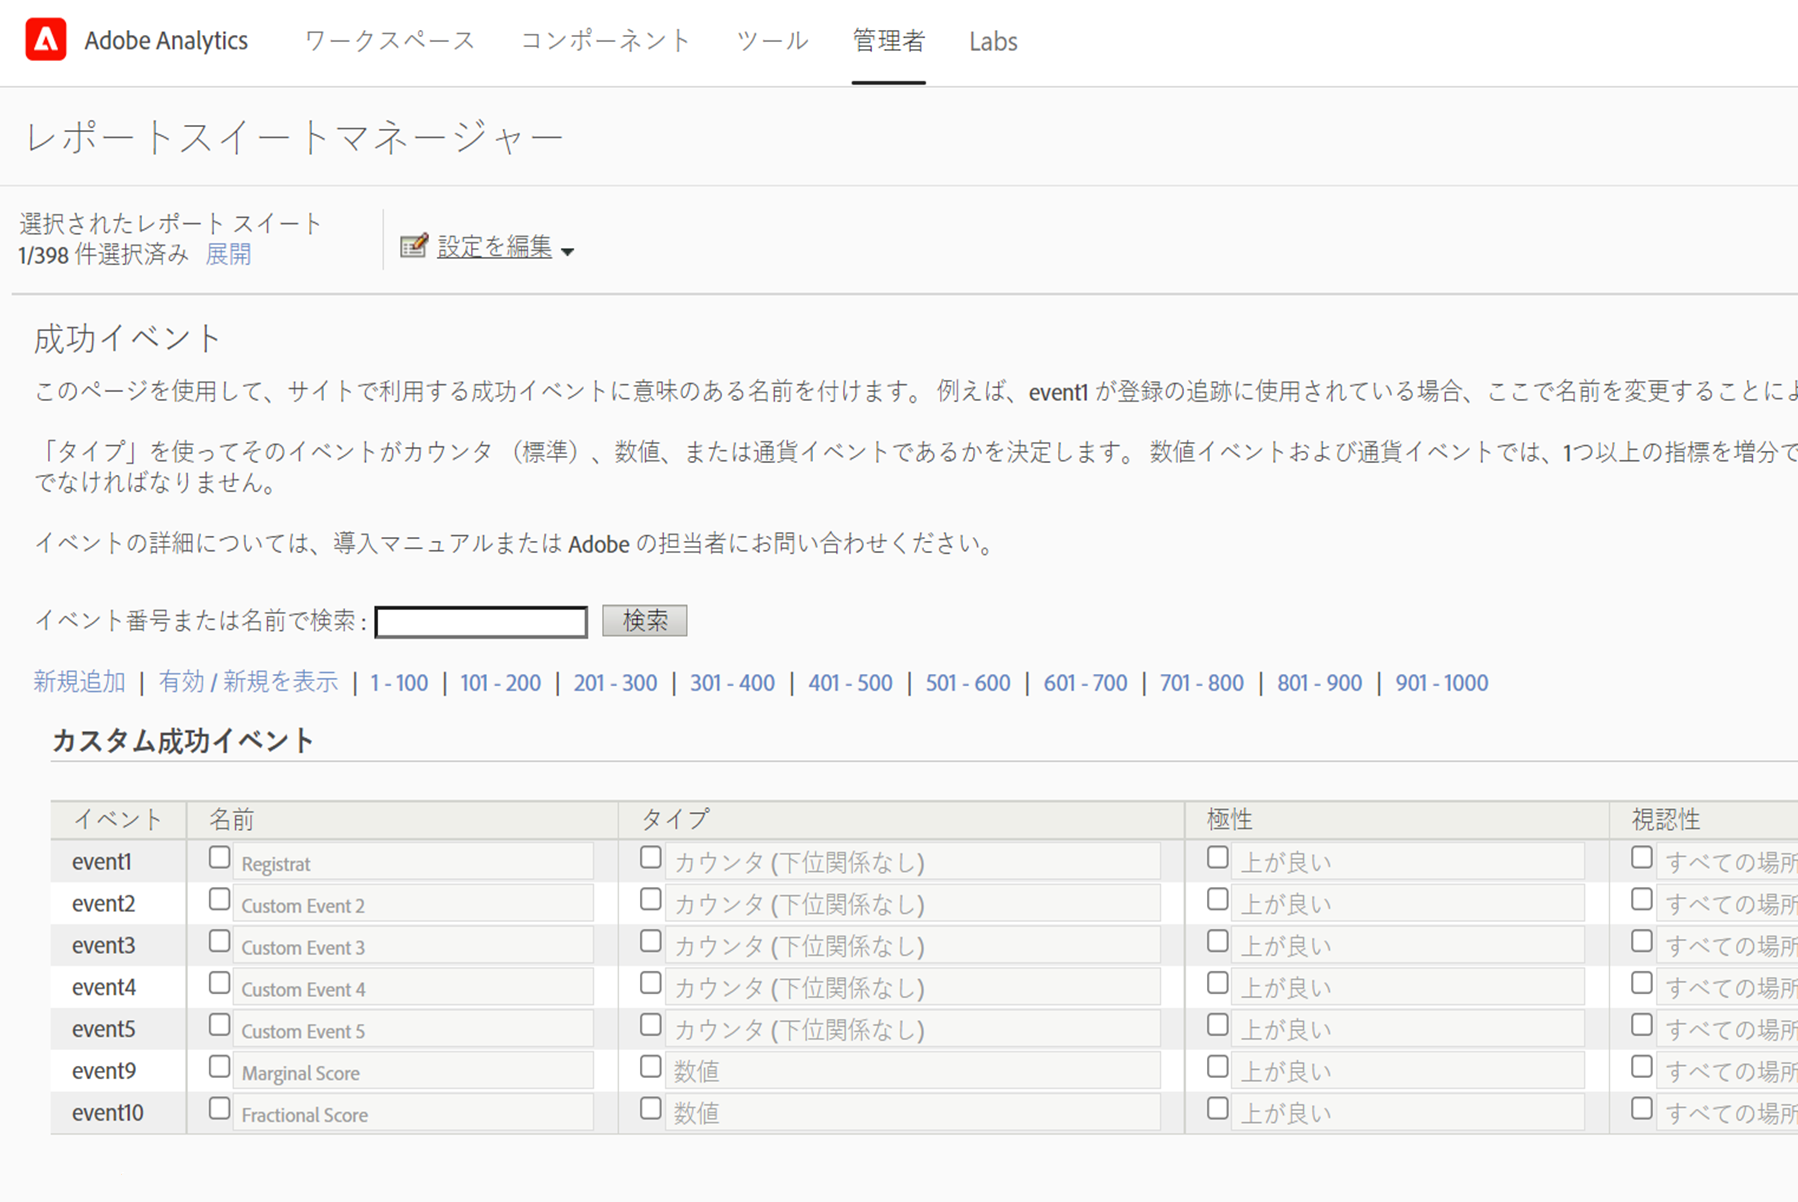 Adobe Analytics ワークスペース コンポーネント ツール 管理者 Labs
レポートスイートマネージャー
選択されたレポート スイート
1/398 件選択済み 展開
設定を編集
成功イベント
このページを使用して、サイトで利用する成功イベントに意味のある名前を付けます。 例えば、event1 が登録の追跡に使用されている場合、ここで名前を変更することによ
「タイプ」を使ってそのイベントがカウンタ （標準）、数値、または通貨イベントであるかを決定します。 数値イベントおよび通貨イベントでは、1つ以上の指標を増分で
でなければなりません。
イベントの詳細については、導入マニュアルまたは Adobe の担当者にお問い合わせください。
イベント番号または名前で検索 : 検索
新規追加 | 有効 / 新規を表示 | 1 - 100 | 101 - 200 | 201 - 300 | 301 - 400 | 401 - 500 | 501 - 600 | 601 - 700 | 701 - 800 | 801 - 900 | 901 - 1000
カスタム成功イベント
イベント 名前 タイプ 極性 視認性
event1 Registrat カウンタ (下位関係なし) 上が良い すべての場所
event2 Custom Event 2 カウンタ (下位関係なし) 上が良い すべての場所
event3 Custom Event 3 カウンタ (下位関係なし) 上が良い すべての場所
event4 Custom Event 4 カウンタ (下位関係なし) 上が良い すべての場所
event5 Custom Event 5 カウンタ (下位関係なし) 上が良い すべての場所
event9 Marginal Score 数値 上が良い すべての場所
event10 Fractional Score 数値 上が良い すべての場所